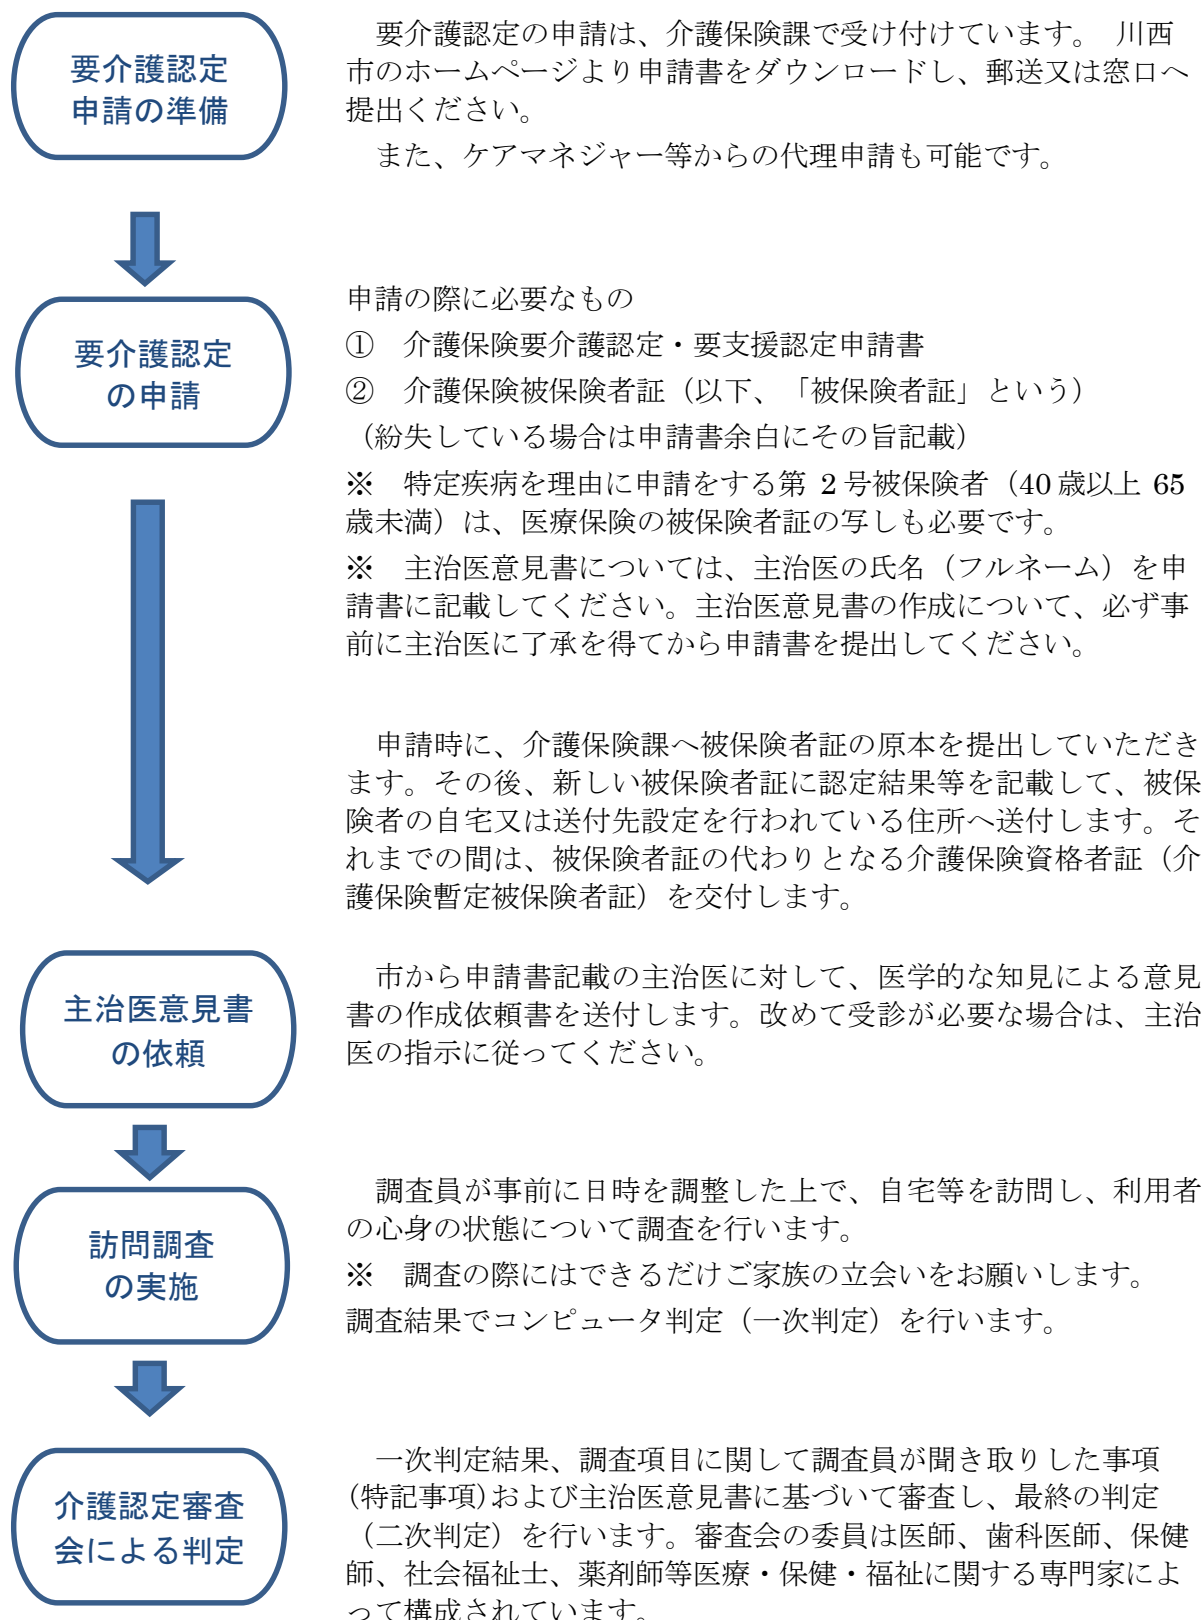 要介護認定
申請の準備
　要介護認定の申請は、介護保険課で受け付けています。 川西
市のホームページより申請書をダウンロードし、郵送又は窓口へ
提出ください。
　また、ケアマネジャー等からの代理申請も可能です。
要介護認定
の申請
申請の際に必要なもの
①　介護保険要介護認定・要支援認定申請書
②　介護保険被保険者証（以下、「被保険者証」という）
（紛失している場合は申請書余白にその旨記載）
※　特定疾病を理由に申請をする第 2 号被保険者（40 歳以上 65
歳未満）は、医療保険の被保険者証の写しも必要です。
※　主治医意見書については、主治医の氏名（フルネーム）を申
請書に記載してください。主治医意見書の作成について、必ず事
前に主治医に了承を得てから申請書を提出してください。
　申請時に、介護保険課へ被保険者証の原本を提出していただき
ます。その後、新しい被保険者証に認定結果等を記載して、被保
険者の自宅又は送付先設定を行われている住所へ送付します。そ
れまでの間は、被保険者証の代わりとなる介護保険資格者証（介
護保険暫定被保険者証）を交付します。
主治医意見書
の依頼
　市から申請書記載の主治医に対して、医学的な知見による意見
書の作成依頼書を送付します。改めて受診が必要な場合は、主治
医の指示に従ってください。
訪問調査
の実施
　調査員が事前に日時を調整した上で、自宅等を訪問し、利用者
の心身の状態について調査を行います。
※　調査の際にはできるだけご家族の立会いをお願いします。
調査結果でコンピュータ判定（一次判定）を行います。
介護認定審査
会による判定
　一次判定結果、調査項目に関して調査員が聞き取りした事項
(特記事項)および主治医意見書に基づいて審査し、最終の判定
（二次判定）を行います。審査会の委員は医師、歯科医師、保健
師、社会福祉士、薬剤師等医療・保健・福祉に関する専門家によ
って構成されています。